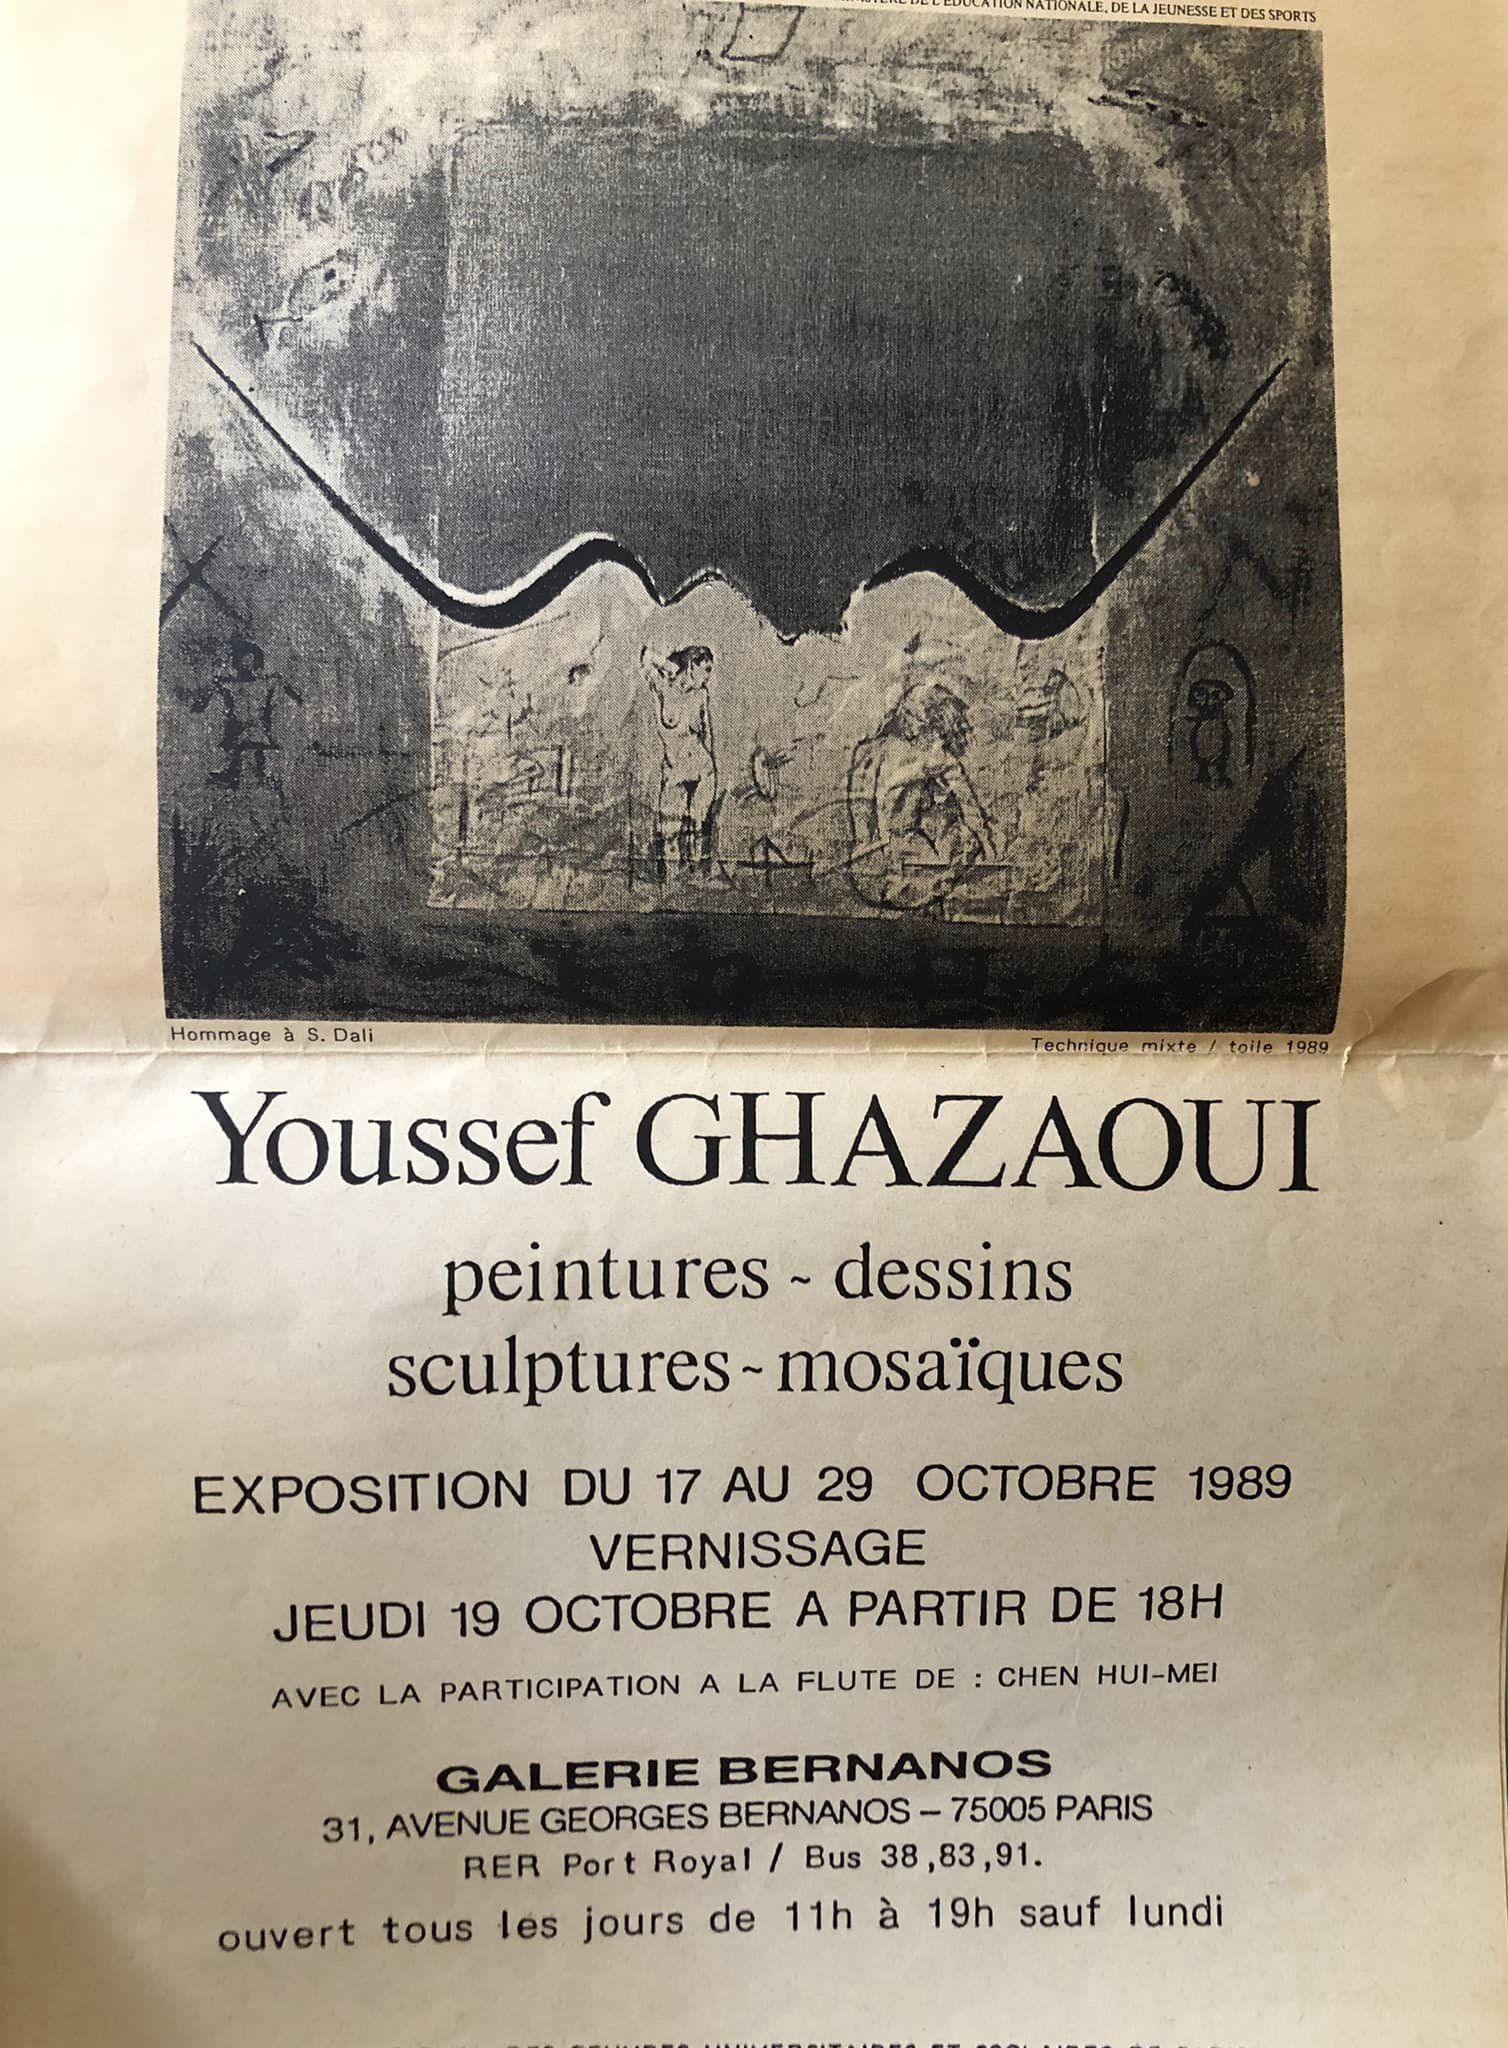 DE L'EDUCATION NATIONALE, DE LA JEUNESSE ET DES SPORTS
Hommage à S. Dali
Technique mixte / toile 1989
Youssef GHAZAOUI
peintures ~ dessins
sculptures ~ mosaïques
EXPOSITION DU 17 AU 29 OCTOBRE 1989
VERNISSAGE
JEUDI 19 OCTOBRE A PARTIR DE 18H
AVEC LA PARTICIPATION A LA FLUTE DE : CHEN HUI-MEI
GALERIE BERNANOS
31, AVENUE GEORGES BERNANOS – 75005 PARIS
RER Port Royal / Bus 38,83,91.
ouvert tous les jours de 11h à 19h sauf lundi